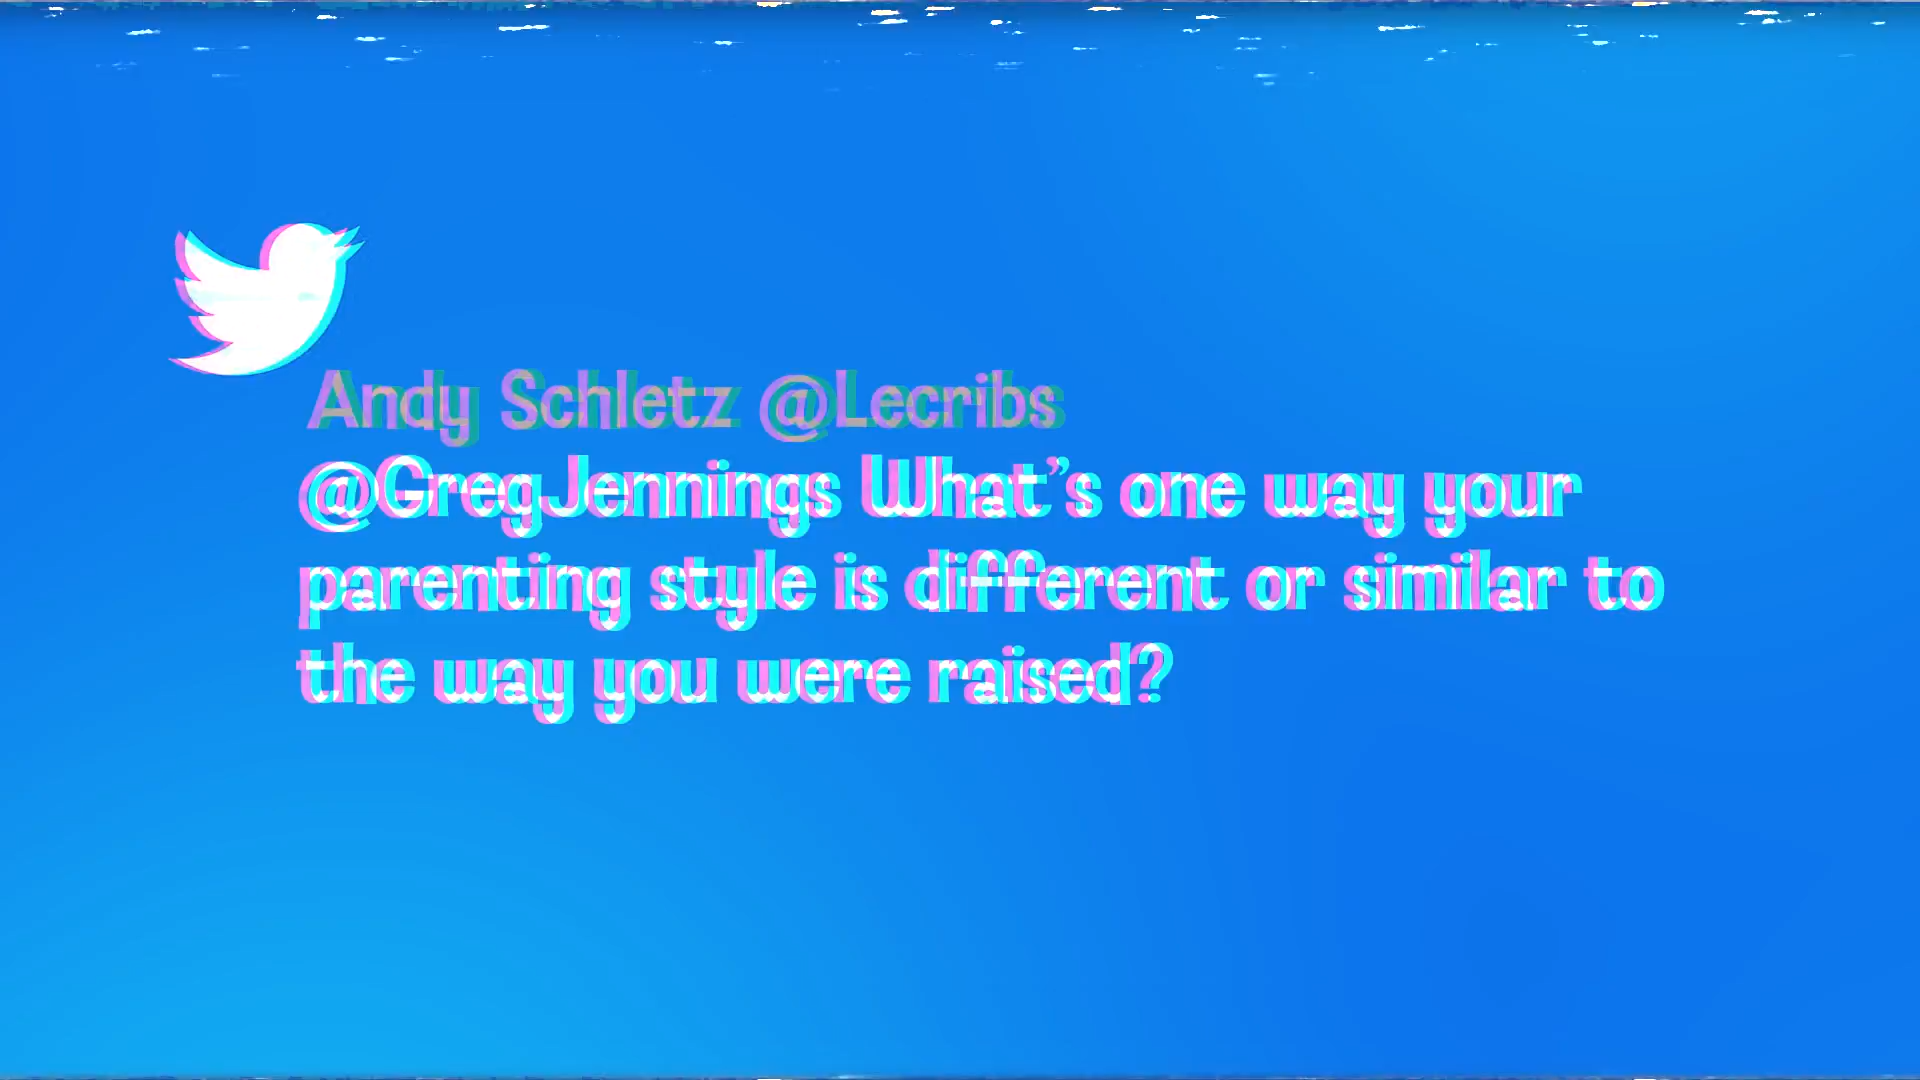 Andy Schletz @Lecribs
@GregJennings What”s one way your
parenting style is different or similar to
the way you were raised?